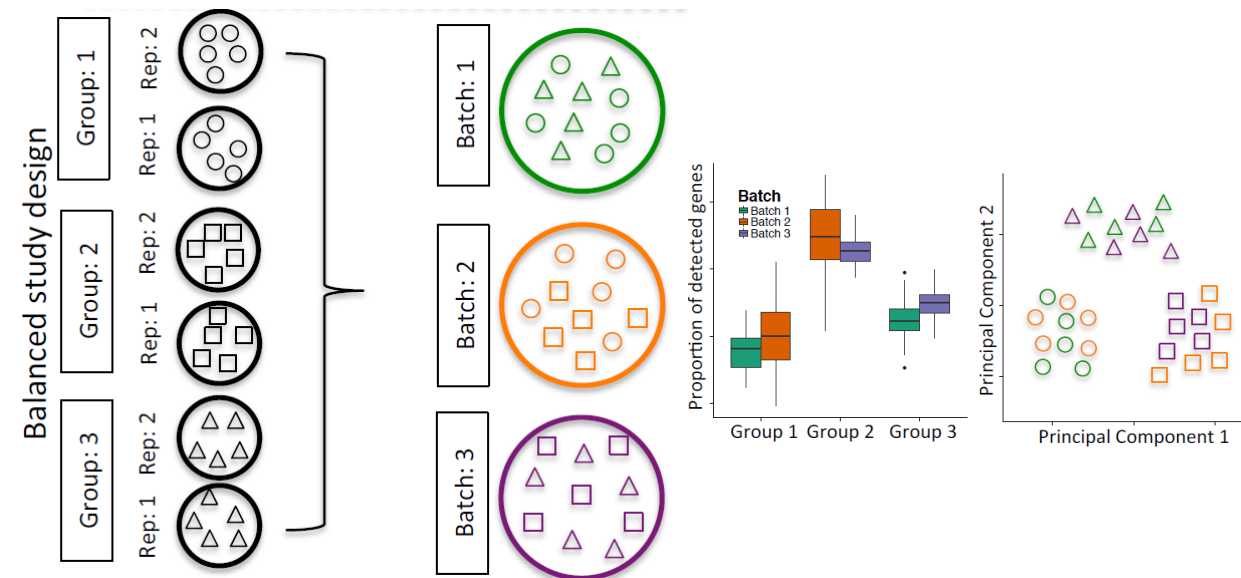 Balanced study design
Group: 1
Rep: 2
Rep: 1
Group: 2
Rep: 2
Rep: 1
Group: 3
Rep: 2
Rep: 1
Batch: 1
Batch: 2
Batch: 3
Proportion of detected genes
Batch
Batch 1
Batch 2
Batch 3
Group 1
Group 2
Group 3
Principal Component 2
Principal Component 1